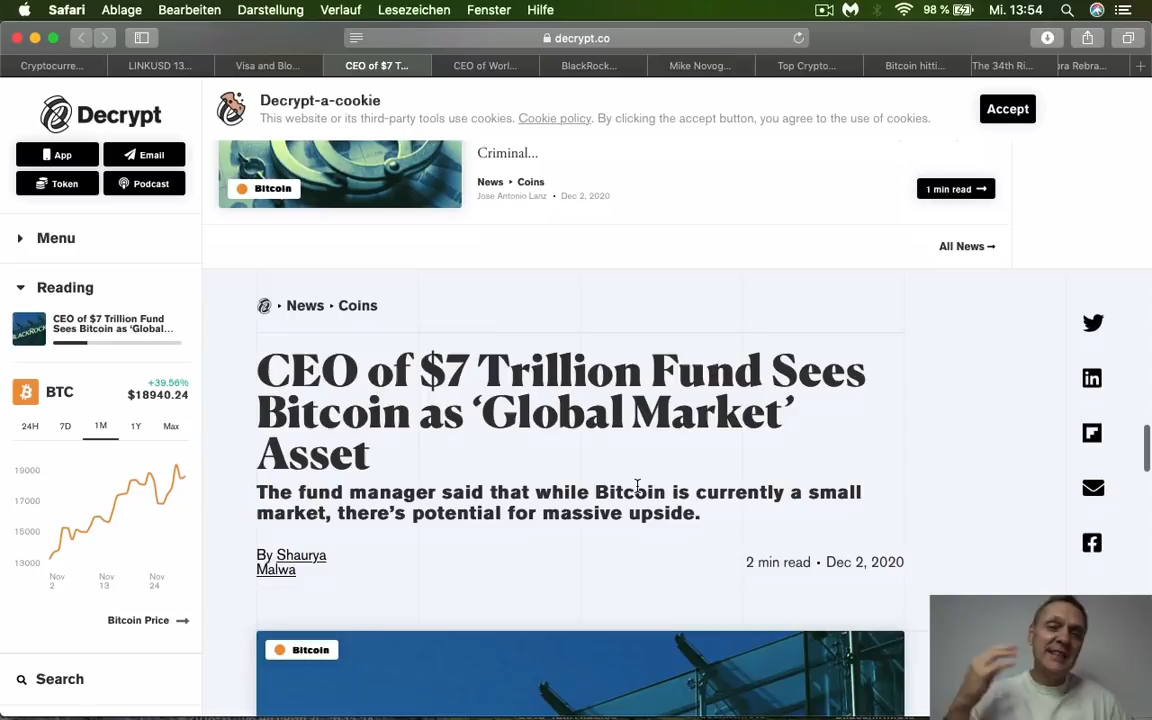 Safari Ablage Bearbeiten Darstellung Verlauf Lesezeichen Fenster Hilfe 98 % Mi. 13:54
decrypt.co
Cryptocurre... LINKUSD 13... Visa and Blo... CEO of $7 T... CEO of Worl... BlackRock... Mike Novog... Top Crypto... Bitcoin hitti... The 34th Ri... ra Rebra...
Decrypt
App Email
Token Podcast
Menu
Reading
CEO of $7 Trillion Fund
Sees Bitcoin as ‘Global...
BTC
+39.56%
$18940.24
24H 7D 1M 1Y Max
19000
17000
15000
13000
Nov 2 Nov 13 Nov 24
Bitcoin Price
Search
Decrypt-a-cookie
This website or its third-party tools use cookies. Cookie policy. By clicking the accept button, you agree to the use of cookies.
Accept
Criminal...
Bitcoin
News Coins
Jose Antonio Lanz • Dec 2, 2020
1 min read
All News
News Coins
CEO of $7 Trillion Fund Sees
Bitcoin as ‘Global Market’
Asset
The fund manager said that while Bitcoin is currently a small
market, there’s potential for massive upside.
By Shaurya
Malwa
2 min read • Dec 2, 2020
Bitcoin